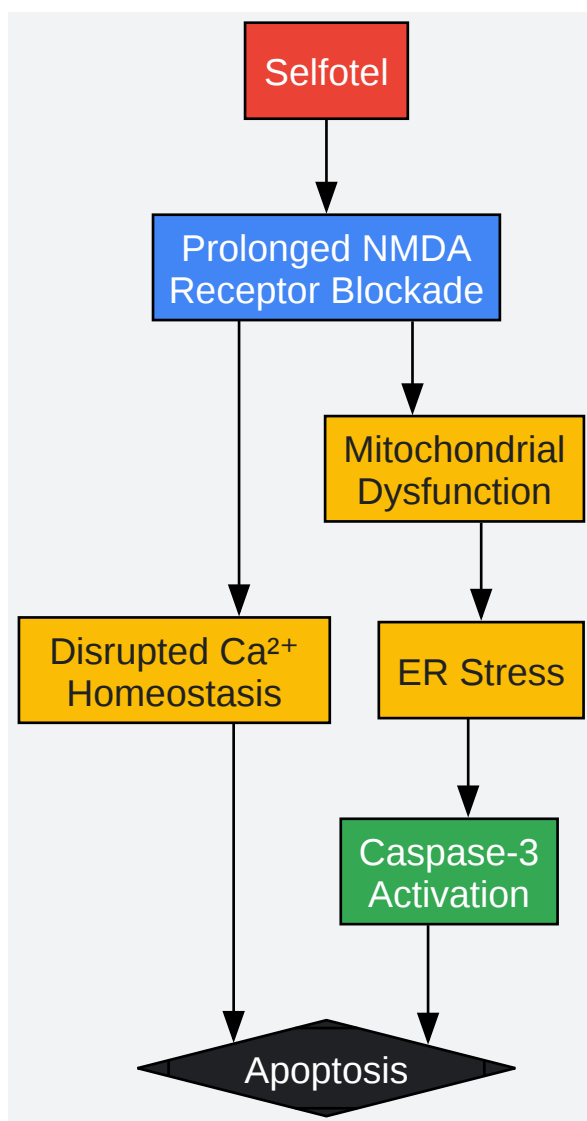 Selfotel
Prolonged NMDA
Receptor Blockade
Mitochondrial
Dysfunction
Disrupted Ca²⁺
Homeostasis
ER Stress
Caspase-3
Activation
Apoptosis